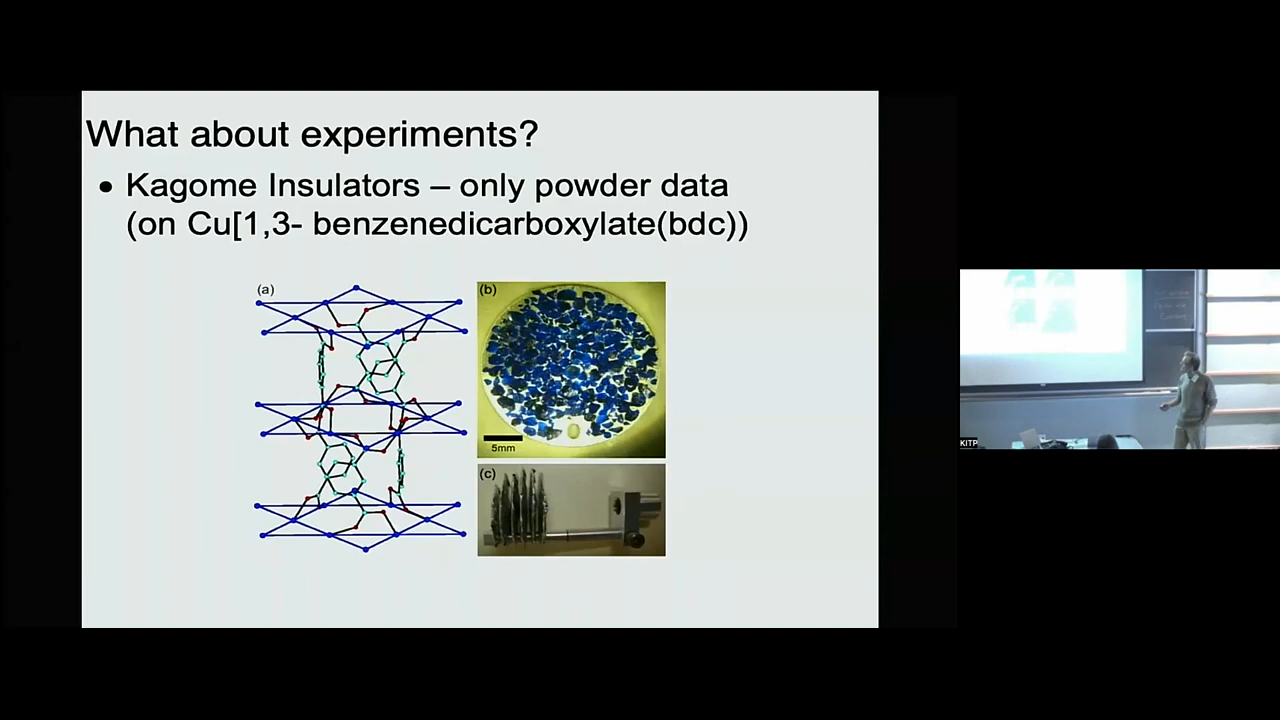 What about experiments?
• Kagome Insulators – only powder data
(on Cu[1,3- benzenedicarboxylate(bdc))
(a)
(b)
5mm
(c)
KITP